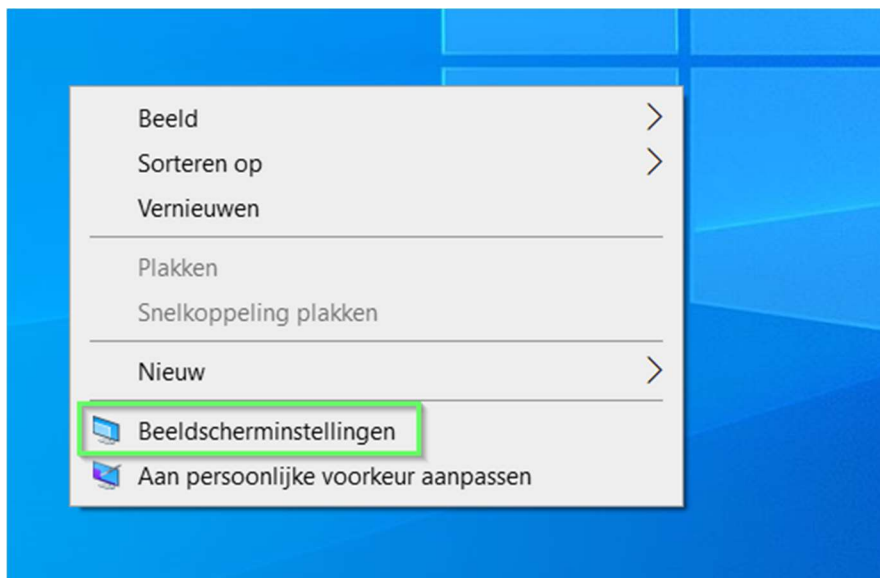 Beeld
Sorteren op
Vernieuwen
Plakken
Snelkoppeling plakken
Nieuw
Beeldscherminstellingen
Aan persoonlijke voorkeur aanpassen